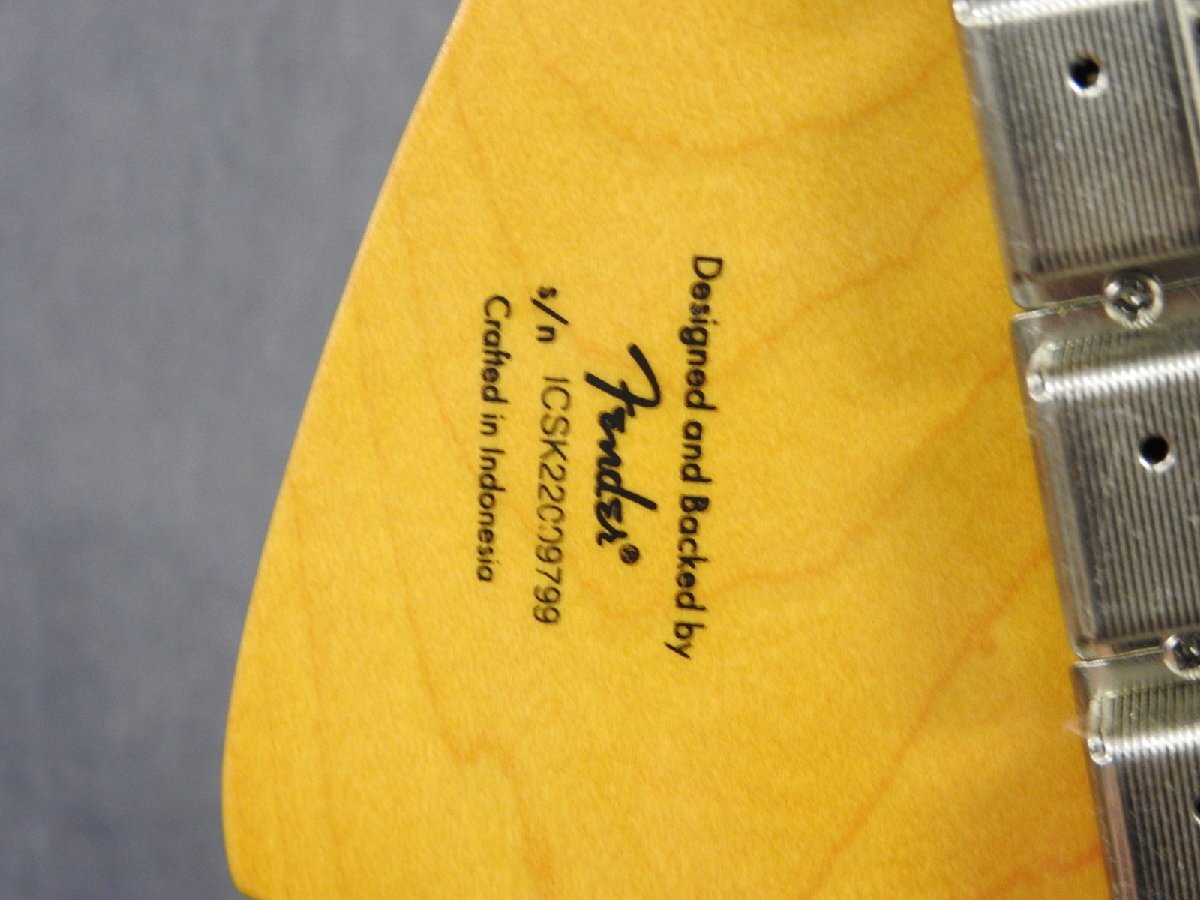 Designed and Backed by
Fender®
s/n ICSK22009799
Crafted in Indonesia